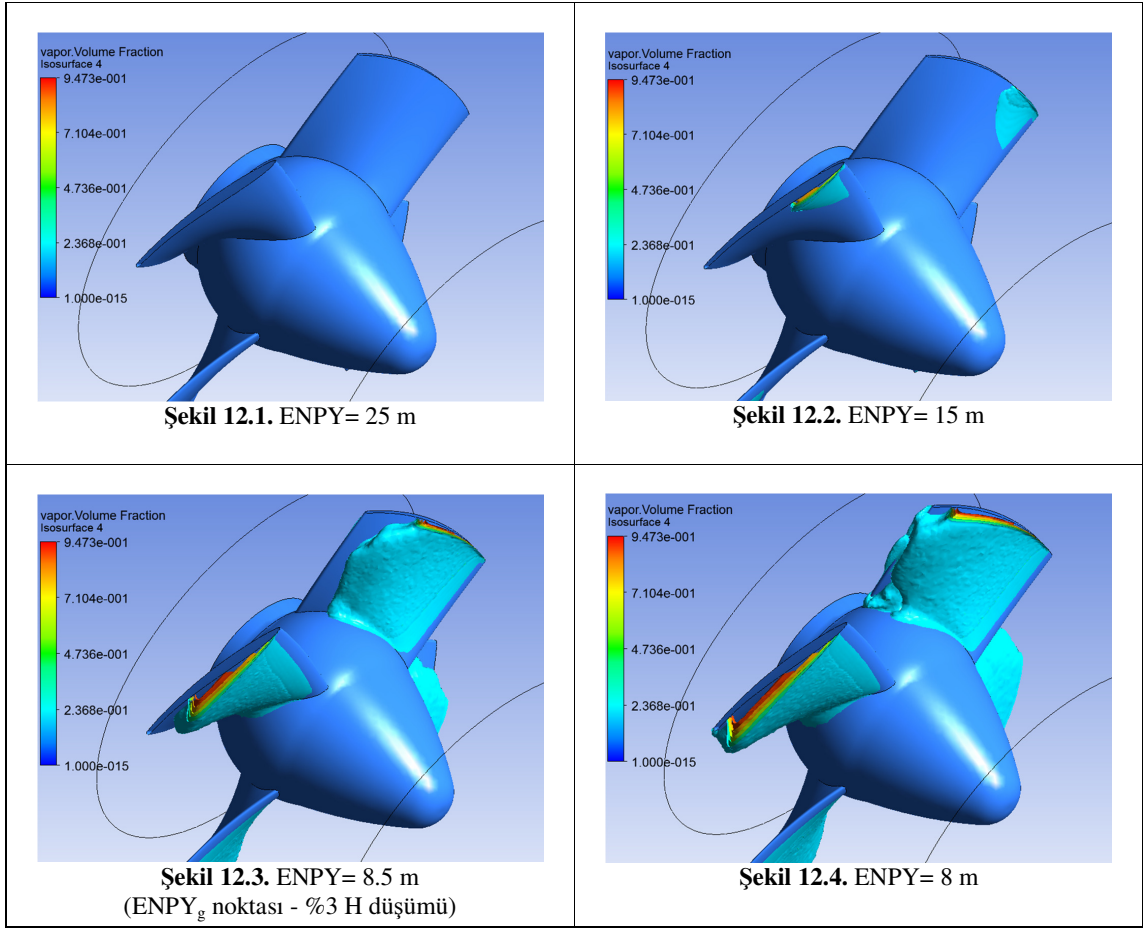 vapor.Volume Fraction
Isosurface 4
9.473e-001
7.104e-001
4.736e-001
2.368e-001
1.000e-015
Şekil 12.1. ENPY= 25 m
vapor.Volume Fraction
Isosurface 4
9.473e-001
7.104e-001
4.736e-001
2.368e-001
1.000e-015
Şekil 12.2. ENPY= 15 m
vapor.Volume Fraction
Isosurface 4
9.473e-001
7.104e-001
4.736e-001
2.368e-001
1.000e-015
Şekil 12.3. ENPY= 8.5 m
(ENPYg noktası - %3 H düşümü)
vapor.Volume Fraction
Isosurface 4
9.473e-001
7.104e-001
4.736e-001
2.368e-001
1.000e-015
Şekil 12.4. ENPY= 8 m